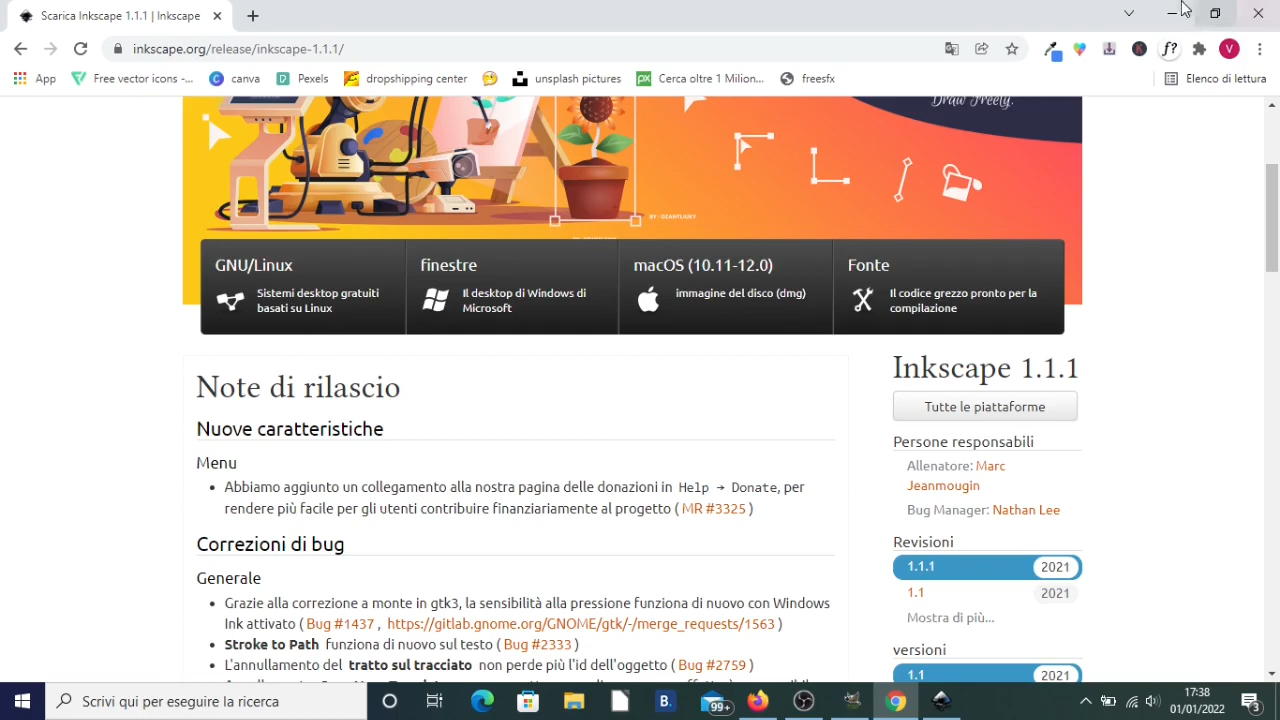 Scarica Inkscape 1.1.1 | Inkscape
inkscape.org/release/inkscape-1.1.1/
App Free vector icons -... canva Pexels dropshipping center unsplash pictures Cerca oltre 1 Milion... freesfx Elenco di lettura
Draw Freely.
GNU/Linux
Sistemi desktop gratuiti
basati su Linux
finestre
Il desktop di Windows di
Microsoft
macOS (10.11-12.0)
immagine del disco (dmg)
Fonte
Il codice grezzo pronto per la
compilazione
Note di rilascio
Nuove caratteristiche
Menu
Abbiamo aggiunto un collegamento alla nostra pagina delle donazioni in Help → Donate, per
rendere più facile per gli utenti contribuire finanziariamente al progetto ( MR #3325 )
Correzioni di bug
Generale
Grazie alla correzione a monte in gtk3, la sensibilità alla pressione funziona di nuovo con Windows
Ink attivato ( Bug #1437 , https://gitlab.gnome.org/GNOME/gtk/-/merge_requests/1563 )
Stroke to Path funziona di nuovo sul testo ( Bug #2333 )
L'annullamento del tratto sul tracciato non perde più l'id dell'oggetto ( Bug #2759 )
Inkscape 1.1.1
Tutte le piattaforme
Persone responsabili
Allenatore: Marc
Jeanmougin
Bug Manager: Nathan Lee
Revisioni
1.1.1 2021
1.1 2021
Mostra di più...
versioni
1.1 2021
Scrivi qui per eseguire la ricerca
99+
17:38
01/01/2022
3